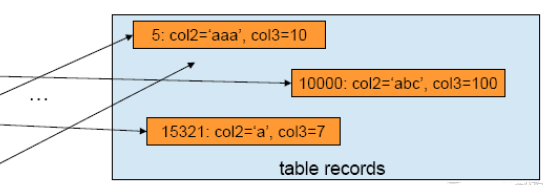 5: col2=‘aaa’, col3=10
10000: col2=‘abc’, col3=100
...
15321: col2=‘a’, col3=7
table records